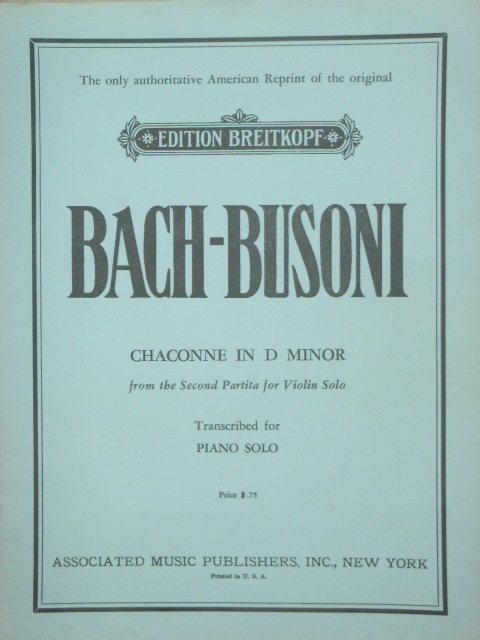 The only authoritative American Reprint of the original
EDITION BREITKOPF
BACH-BUSONI
CHACONNE IN D MINOR
from the Second Partita for Violin Solo
Transcribed for
PIANO SOLO
Price $.75
ASSOCIATED MUSIC PUBLISHERS, INC., NEW YORK
Printed in U. S. A.